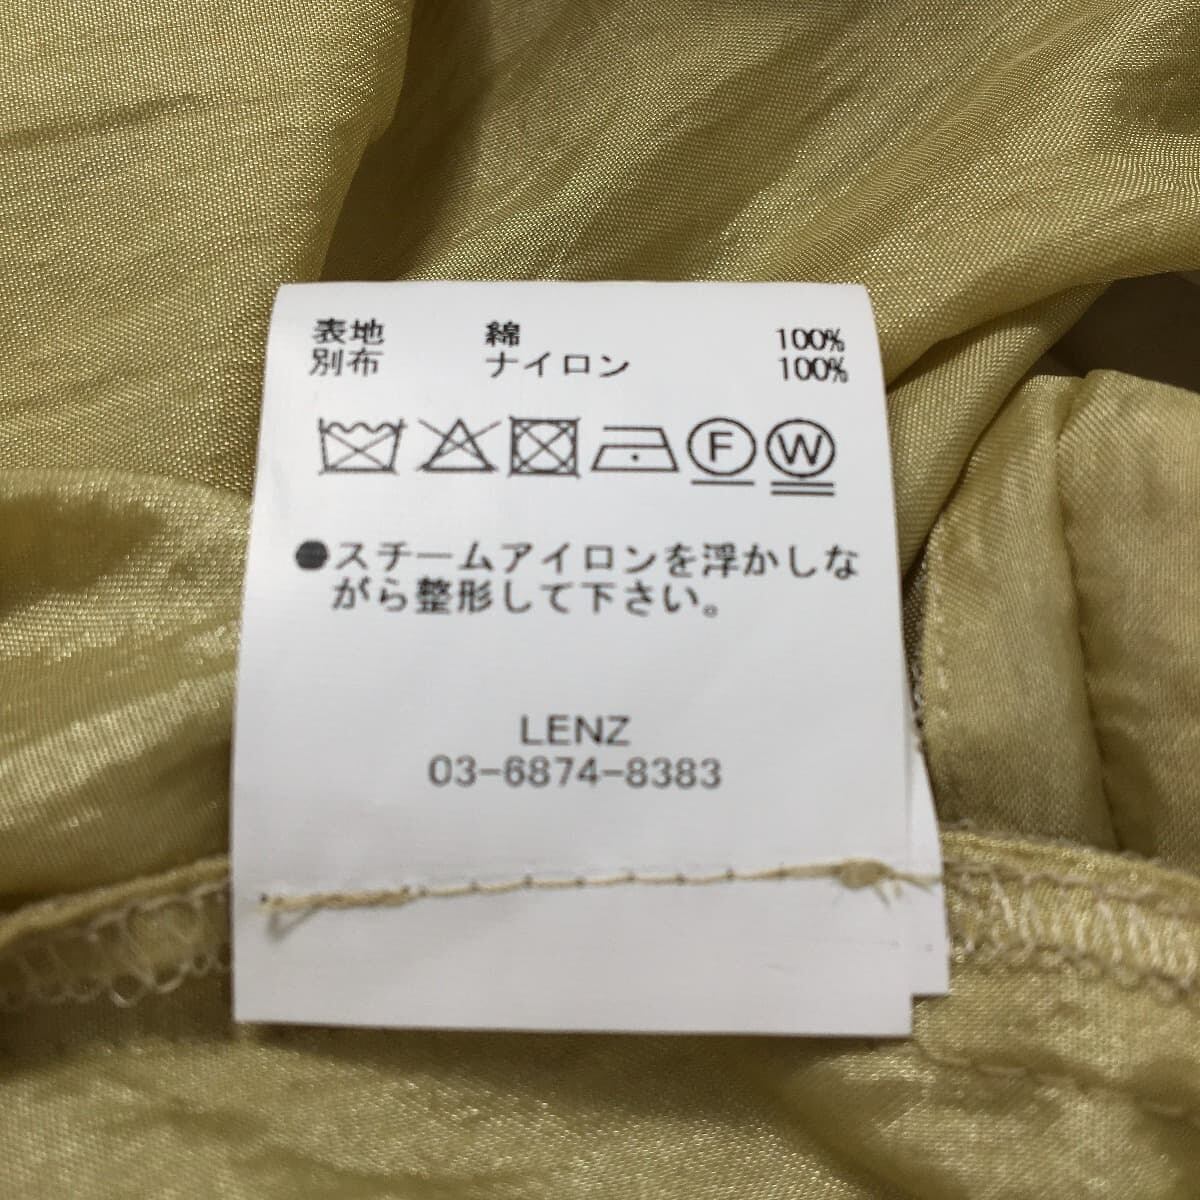 表地 綿 100%
別布 ナイロン 100%
F W
●スチームアイロンを浮かしな
がら整形して下さい。
LENZ
03-6874-8383